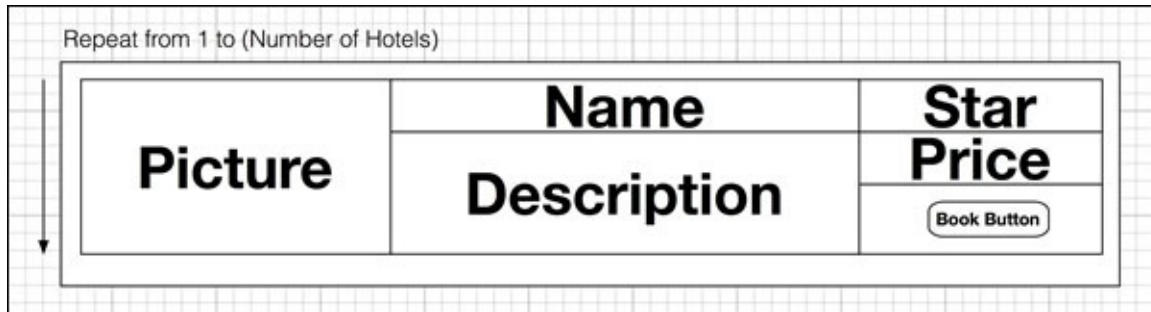 Repeat from 1 to (Number of Hotels)
Picture
Name
Description
Star
Price
Book Button